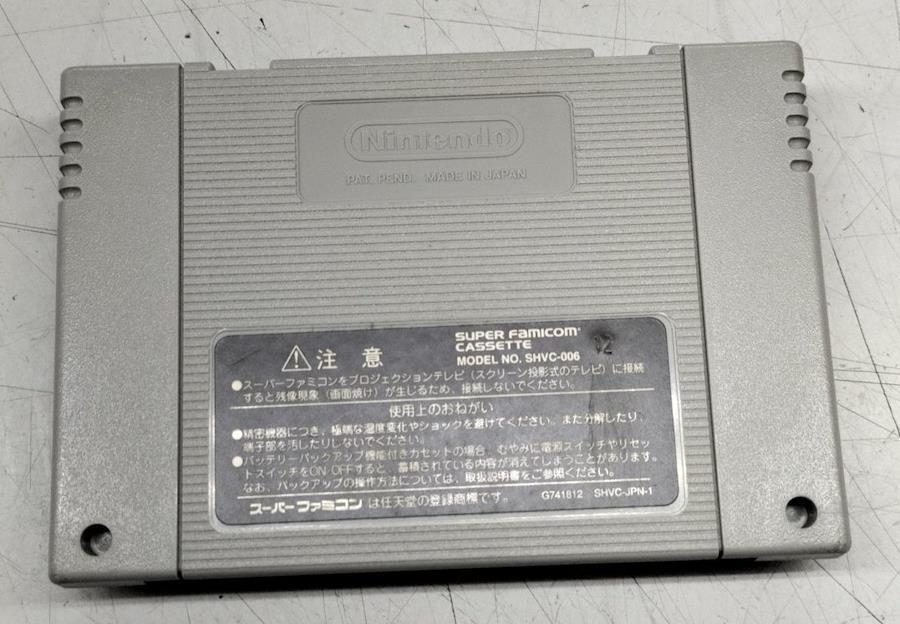 Nintendo
PAT. PEND. MADE IN JAPAN
注意
SUPER FAMICOM
CASSETTE
MODEL NO. SHVC-006
12
●スーパーファミコンをプロジェクションテレビ（スクリーン投影式のテレビ）に接続
すると残像現象（画面焼け）が生じるため、接続しないでください。
使用上のおねがい
●精密機器につき、極端な温度変化やショックを避けてください。また分解したり、
端子部を汚したりしないでください。
●バッテリーバックアップ機能付きカセットの場合、むやみに電源スイッチやリセッ
トスイッチをON OFFすると、蓄積されている内容が消えてしまうことがあります。
なお、バックアップの操作方法については、取扱説明書をご参照ください。
スーパーファミコンは任天堂の登録商標です。
G741812 SHVC-JPN-1